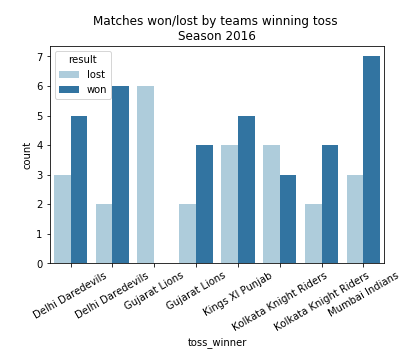 Matches won/lost by teams winning toss
Season 2016
result
lost
won
7
6
5
4
3
2
1
0
count
Delhi Daredevils
Delhi Daredevils
Gujarat Lions
Gujarat Lions
Kings XI Punjab
Kolkata Knight Riders
Kolkata Knight Riders
Mumbai Indians
toss_winner